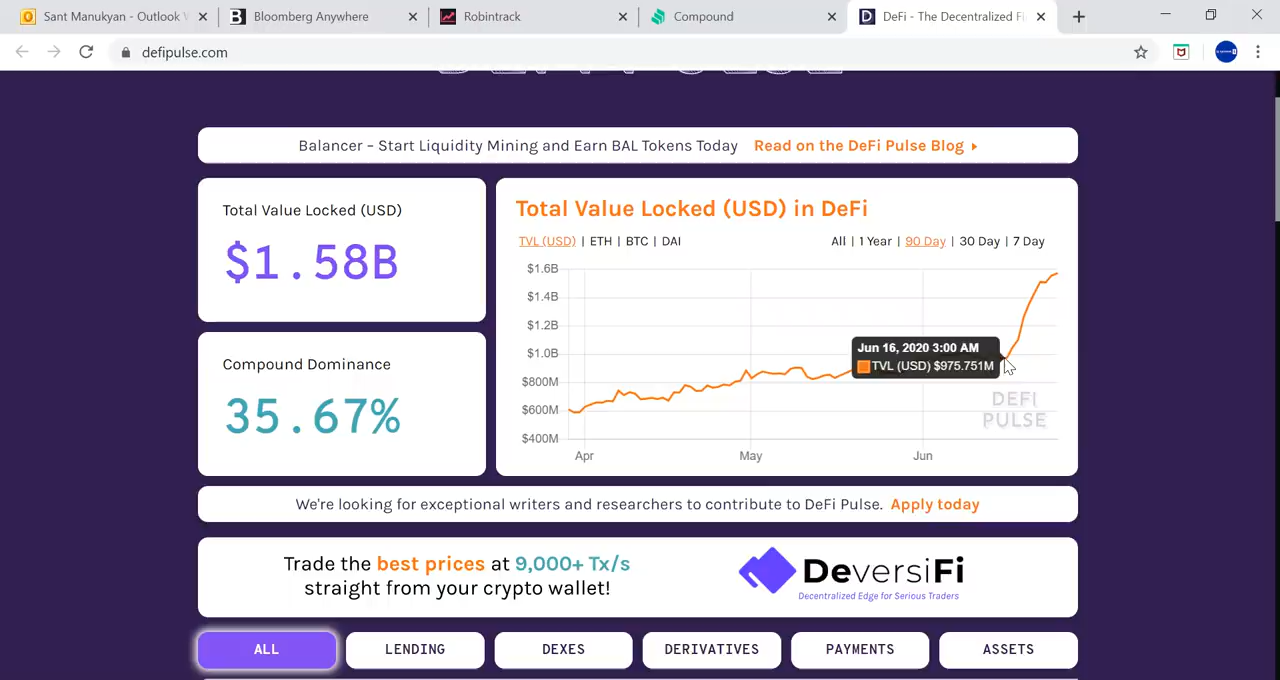 Sant Manukyan - Outlook
Bloomberg Anywhere
Robintrack
Compound
DeFi - The Decentralized Fi
defipulse.com
Balancer – Start Liquidity Mining and Earn BAL Tokens Today Read on the DeFi Pulse Blog
Total Value Locked (USD)
$1.58B
Compound Dominance
35.67%
Total Value Locked (USD) in DeFi
TVL (USD) | ETH | BTC | DAI
All | 1 Year | 90 Day | 30 Day | 7 Day
$1.6B
$1.4B
$1.2B
$1.0B
$800M
$600M
$400M
Jun 16, 2020 3:00 AM
TVL (USD) $975.751M
DEFI
PULSE
Apr May Jun
We're looking for exceptional writers and researchers to contribute to DeFi Pulse. Apply today
Trade the best prices at 9,000+ Tx/s
straight from your crypto wallet!
DeversiFi
Decentralized Edge for Serious Traders
ALL LENDING DEXES DERIVATIVES PAYMENTS ASSETS